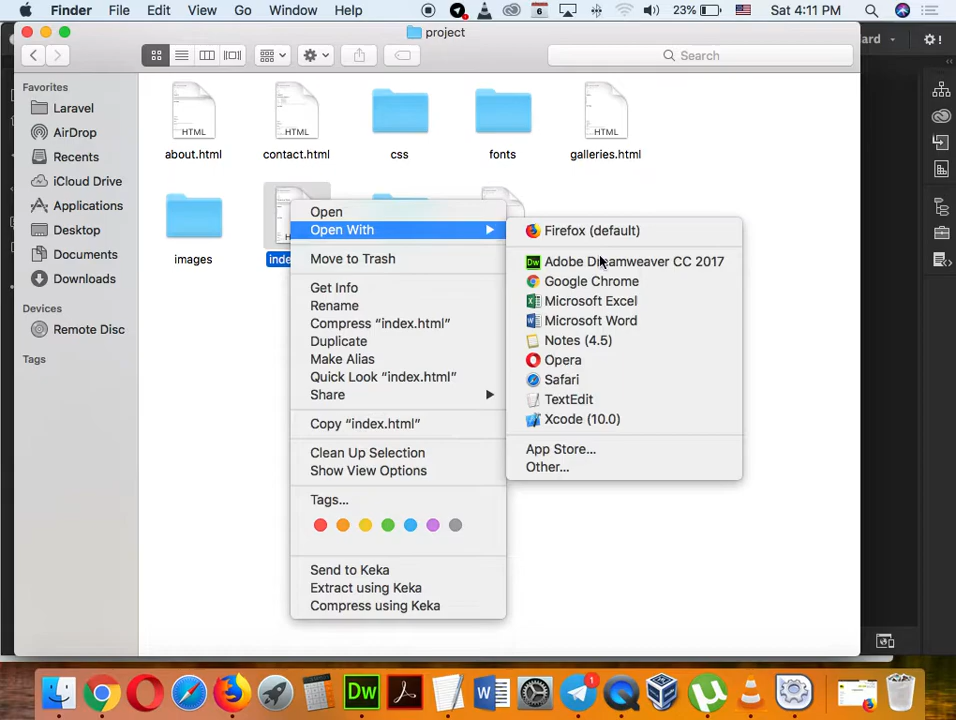 Finder File Edit View Go Window Help 6 23% Sat 4:11 PM
project
ard
Search
Favorites
Laravel
AirDrop
Recents
iCloud Drive
Applications
Desktop
Documents
Downloads
Devices
Remote Disc
Tags
HTML HTML HTML
about.html contact.html css fonts galleries.html
images inde
Open
Open With
Move to Trash
Get Info
Rename
Compress “index.html”
Duplicate
Make Alias
Quick Look “index.html”
Share
Copy “index.html”
Clean Up Selection
Show View Options
Tags...
Send to Keka
Extract using Keka
Compress using Keka
Firefox (default)
Dw Adobe Dreamweaver CC 2017
Google Chrome
Microsoft Excel
Microsoft Word
Notes (4.5)
Opera
Safari
TextEdit
Xcode (10.0)
App Store...
Other...
Dw W 1